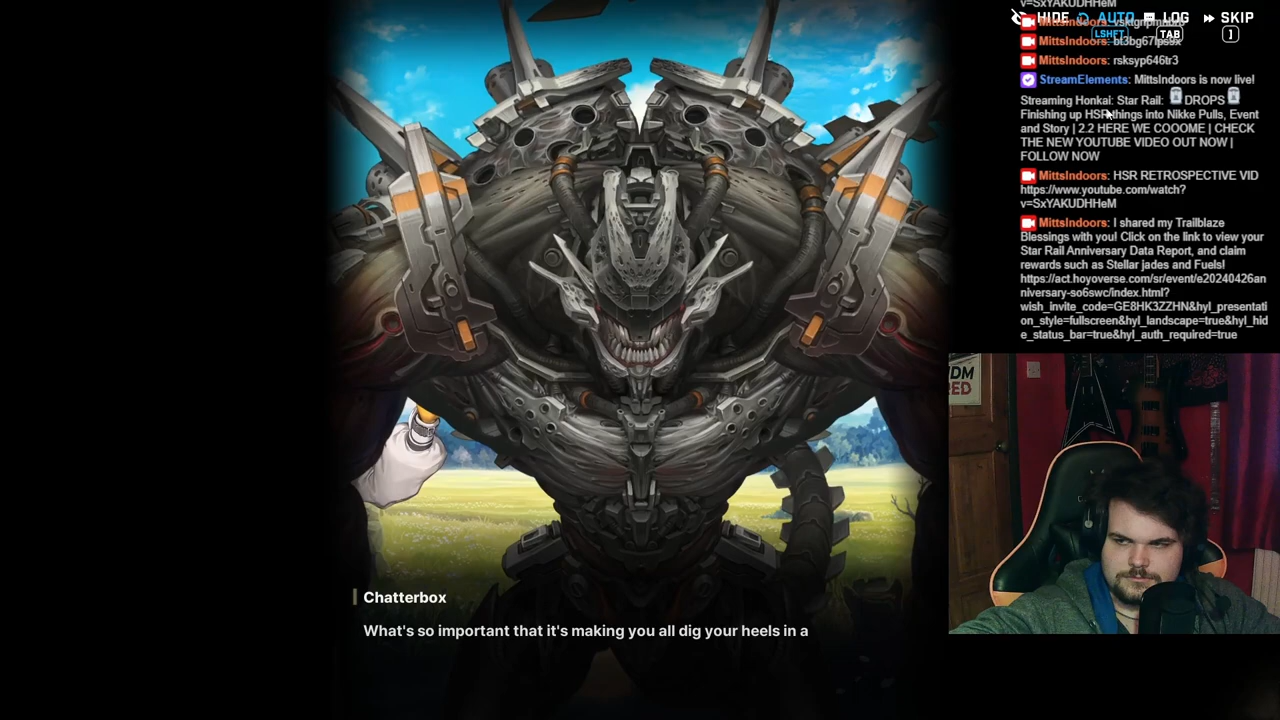 v=SxYAKUDHHeM
HIDE
AUTO
LOG
SKIP
LSHFT
TAB
]
MittsIndoors:
MittsIndoors:
MittsIndoors: rsksyp646tr3
StreamElements: MittsIndoors is now live!
Streaming Honkai: Star Rail: DROPS
Finishing up HSR things into Nikke Pulls, Event
and Story | 2.2 HERE WE COOOME | CHECK
THE NEW YOUTUBE VIDEO OUT NOW |
FOLLOW NOW
MittsIndoors: HSR RETROSPECTIVE VID
https://www.youtube.com/watch?
v=SxYAKUDHHeM
MittsIndoors: I shared my Trailblaze
Blessings with you! Click on the link to view your
Star Rail Anniversary Data Report, and claim
rewards such as Stellar jades and Fuels!
https://act.hoyoverse.com/sr/event/e20240426an
niversary-so6swc/index.html?
wish_invite_code=GE8HK3ZZHN&hyl_presentati
on_style=fullscreen&hyl_landscape=true&hyl_hid
e_status_bar=true&hyl_auth_required=true
Chatterbox
What's so important that it's making you all dig your heels in a